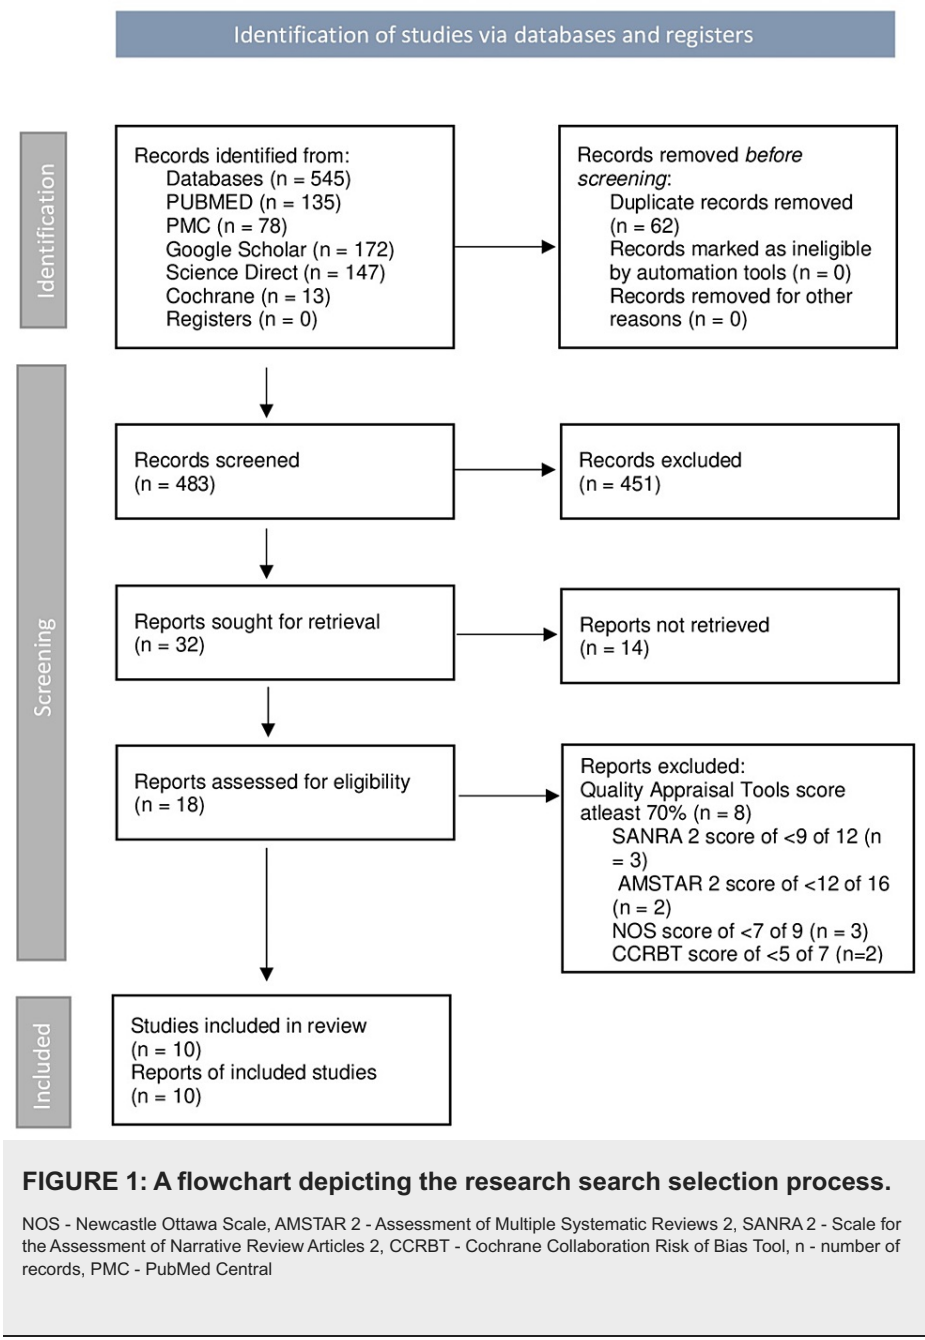 Identification of studies via databases and registers
Identification
Records identified from:
Databases (n = 545)
PUBMED (n = 135)
PMC (n = 78)
Google Scholar (n = 172)
Science Direct (n = 147)
Cochrane (n = 13)
Registers (n = 0)
Records removed before
screening:
Duplicate records removed
(n = 62)
Records marked as ineligible
by automation tools (n = 0)
Records removed for other
reasons (n = 0)
Screening
Records screened
(n = 483)
Records excluded
(n = 451)
Reports sought for retrieval
(n = 32)
Reports not retrieved
(n = 14)
Reports assessed for eligibility
(n = 18)
Reports excluded:
Quality Appraisal Tools score
atleast 70% (n = 8)
SANRA 2 score of <9 of 12 (n
= 3)
AMSTAR 2 score of <12 of 16
(n = 2)
NOS score of <7 of 9 (n = 3)
CCRBT score of <5 of 7 (n=2)
Included
Studies included in review
(n = 10)
Reports of included studies
(n = 10)
FIGURE 1: A flowchart depicting the research search selection process.
NOS - Newcastle Ottawa Scale, AMSTAR 2 - Assessment of Multiple Systematic Reviews 2, SANRA 2 - Scale for
the Assessment of Narrative Review Articles 2, CCRBT - Cochrane Collaboration Risk of Bias Tool, n - number of
records, PMC - PubMed Central